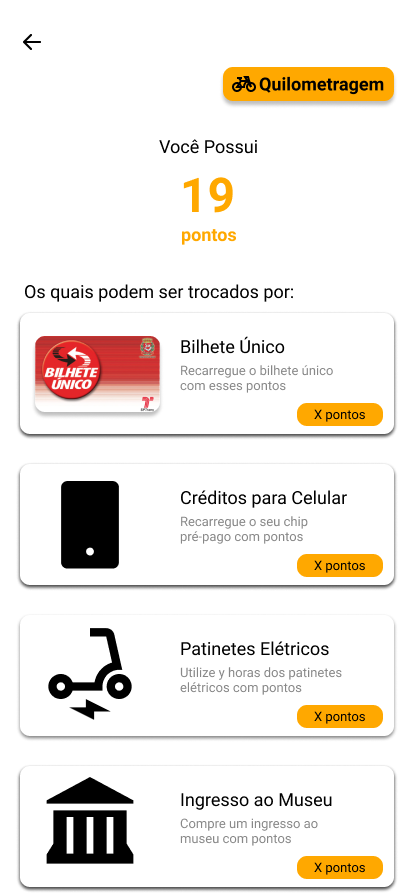 Quilometragem
Você Possui
19
pontos
Os quais podem ser trocados por:
BILHETE
ÚNICO
Bilhete Único
Recarregue o bilhete único
com esses pontos
X pontos
Créditos para Celular
Recarregue o seu chip
pré-pago com pontos
X pontos
Patinetes Elétricos
Utilize y horas dos patinetes
elétricos com pontos
X pontos
Ingresso ao Museu
Compre um ingresso ao
museu com pontos
X pontos